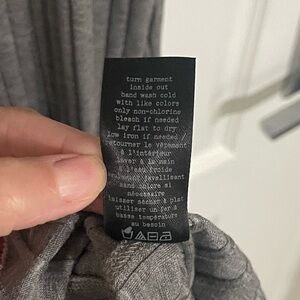 turn garment
inside out
hand wash cold
with like colors
only non-chlorine
bleach if needed
lay flat to dry
low iron if needed /
retourner le vêtement
à l'intérieur
laver à la main
à l'eau froide
seulement javellisant
sans chlore si
nécessaire
laisser sécher à plat
utiliser un fer à
basse température
au besoin